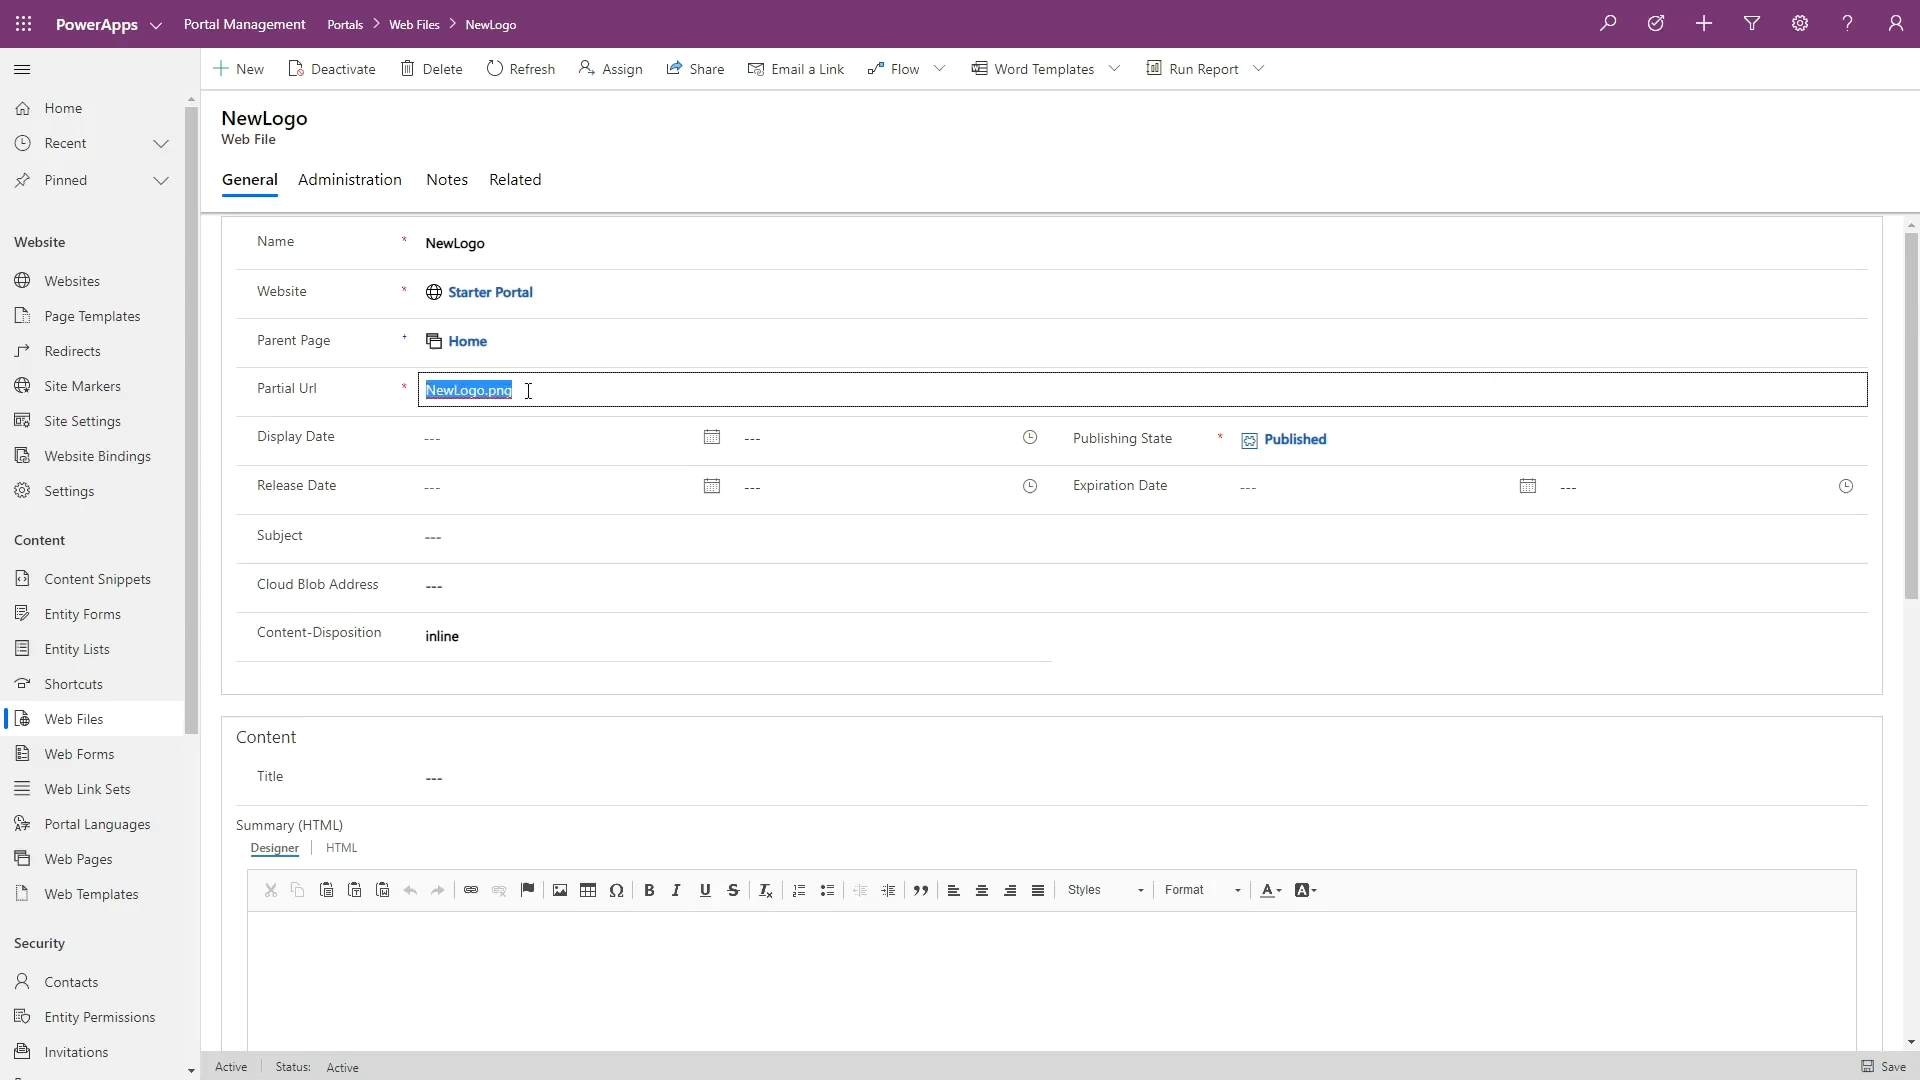 PowerApps Portal Management Portals > Web Files > NewLogo
New Deactivate Delete Refresh Assign Share Email a Link Flow Word Templates Run Report
Home
Recent
Pinned
Website
Websites
Page Templates
Redirects
Site Markers
Site Settings
Website Bindings
Settings
Content
Content Snippets
Entity Forms
Entity Lists
Shortcuts
Web Files
Web Forms
Web Link Sets
Portal Languages
Web Pages
Web Templates
Security
Contacts
Entity Permissions
Invitations
NewLogo
Web File
General Administration Notes Related
Name * NewLogo
Website * Starter Portal
Parent Page + Home
Partial Url * NewLogo.png
Display Date --- --- Publishing State * Published
Release Date --- --- Expiration Date --- ---
Subject ---
Cloud Blob Address ---
Content-Disposition inline
Content
Title ---
Summary (HTML)
Designer | HTML
Styles Format
Active Status: Active Save